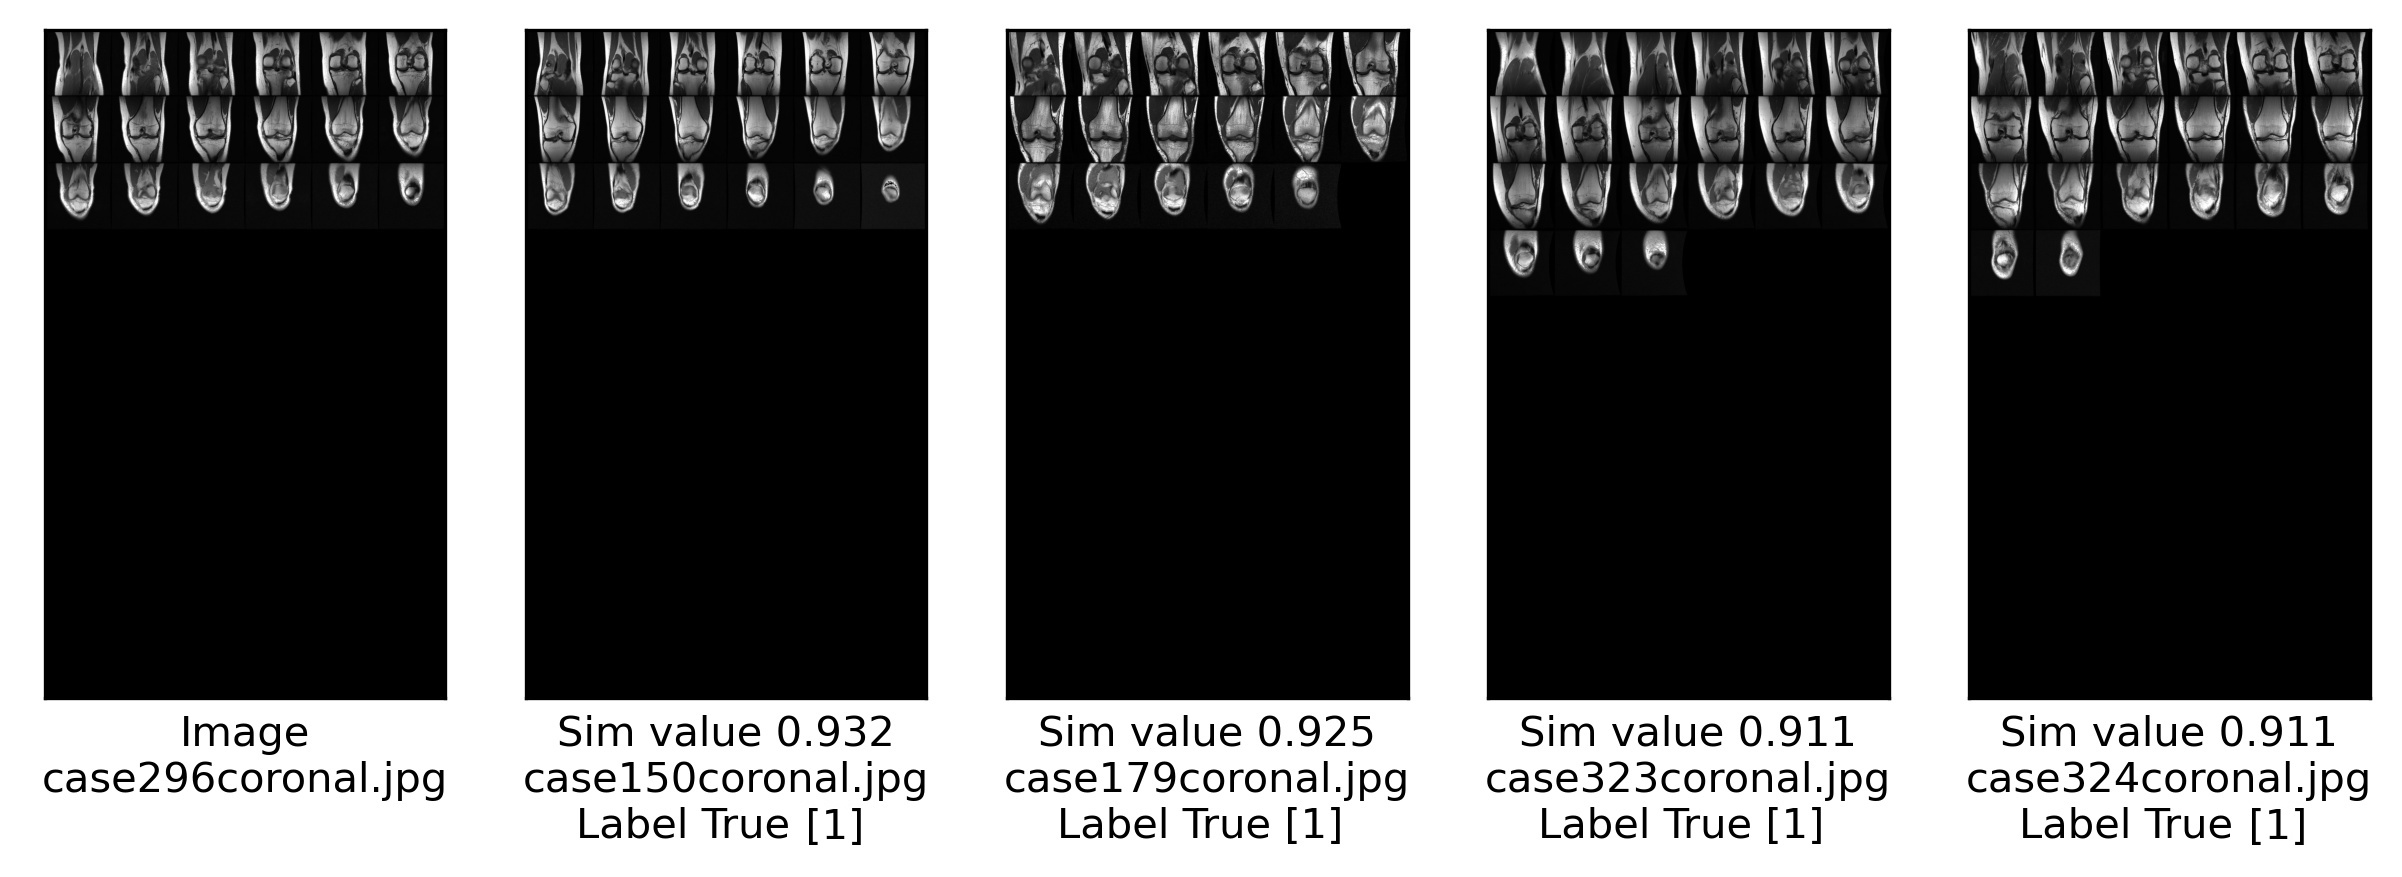 Image
case296coronal.jpg
Sim value 0.932
case150coronal.jpg
Label True [1]
Sim value 0.925
case179coronal.jpg
Label True [1]
Sim value 0.911
case323coronal.jpg
Label True [1]
Sim value 0.911
case324coronal.jpg
Label True [1]